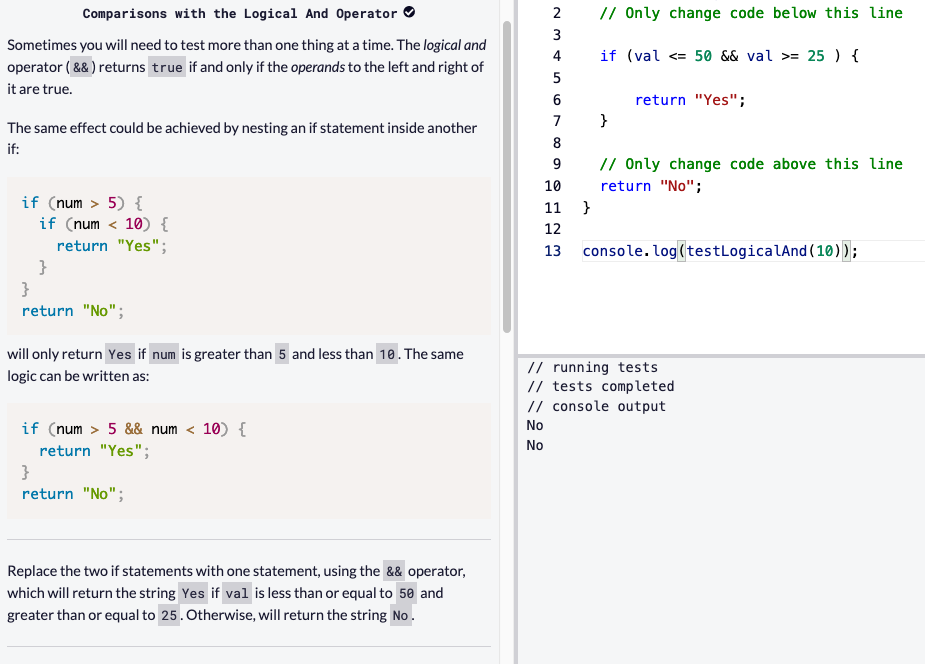 Comparisons with the Logical And Operator
Sometimes you will need to test more than one thing at a time. The logical and
operator (&&) returns true if and only if the operands to the left and right of
it are true.
The same effect could be achieved by nesting an if statement inside another
if:
if (num > 5) {
  if (num < 10) {
    return "Yes";
  }
}
return "No";
will only return Yes if num is greater than 5 and less than 10. The same
logic can be written as:
if (num > 5 && num < 10) {
  return "Yes";
}
return "No";
Replace the two if statements with one statement, using the && operator,
which will return the string Yes if val is less than or equal to 50 and
greater than or equal to 25. Otherwise, will return the string No.
2   // Only change code below this line
3
4   if (val <= 50 && val >= 25 ) {
5
6       return "Yes";
7   }
8
9   // Only change code above this line
10   return "No";
11 }
12
13 console.log(testLogicalAnd(10));
// running tests
// tests completed
// console output
No
No